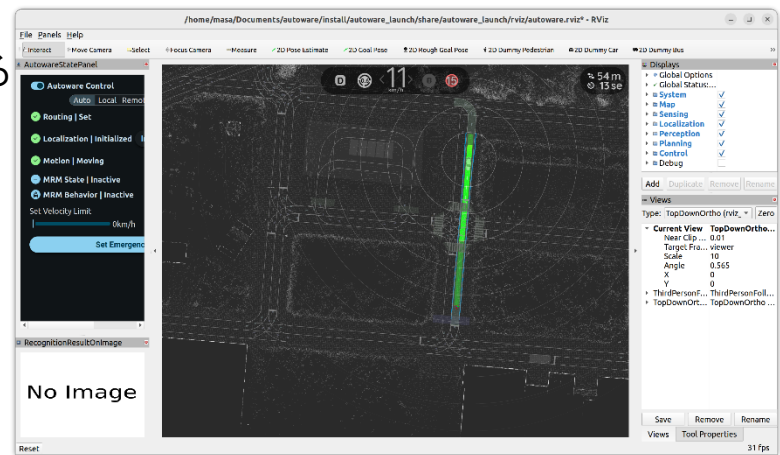 /home/masa/Documents/autoware/install/autoware_launch/share/autoware_launch/rviz/autoware.rviz* - RViz
File Panels Help
Interact Move Camera Select Focus Camera Measure 2D Pose Estimate 2D Goal Pose 2D Rough Goal Pose 2D Dummy Pedestrian 2D Dummy Car 2D Dummy Bus »
AutowareStatePanel
Autoware Control
Auto Local Remo
Routing | Set
Localization | Initialized
Motion | Moving
MRM State | Inactive
MRM Behavior | Inactive
Set Velocity Limit
0km/h
Set Emergenc
RecognitionResultOnImage
No Image
Reset
D 11 km/h 15
54 m
13 se
Displays
Global Options
Global Status:...
System
Map
Sensing
Localization
Perception
Planning
Control
Debug
Add Duplicate Remove Rename
Views
Type: TopDownOrtho (rviz_ Zero
Current View TopDownOrtho...
Near Clip ... 0.01
Target Fra... viewer
Scale 10
Angle 0.565
X 0
Y 0
ThirdPersonF... ThirdPersonFoll...
TopDownOrt... TopDownOrtho ...
Save Remove Rename
Views Tool Properties
31 fps